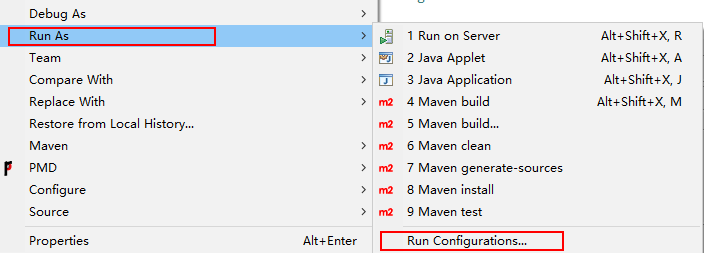 Debug As
Run As
Team
Compare With
Replace With
Restore from Local History...
Maven
PMD
Configure
Source
Properties Alt+Enter
1 Run on Server Alt+Shift+X, R
2 Java Applet Alt+Shift+X, A
3 Java Application Alt+Shift+X, J
m2 4 Maven build Alt+Shift+X, M
m2 5 Maven build...
m2 6 Maven clean
m2 7 Maven generate-sources
m2 8 Maven install
m2 9 Maven test
Run Configurations...